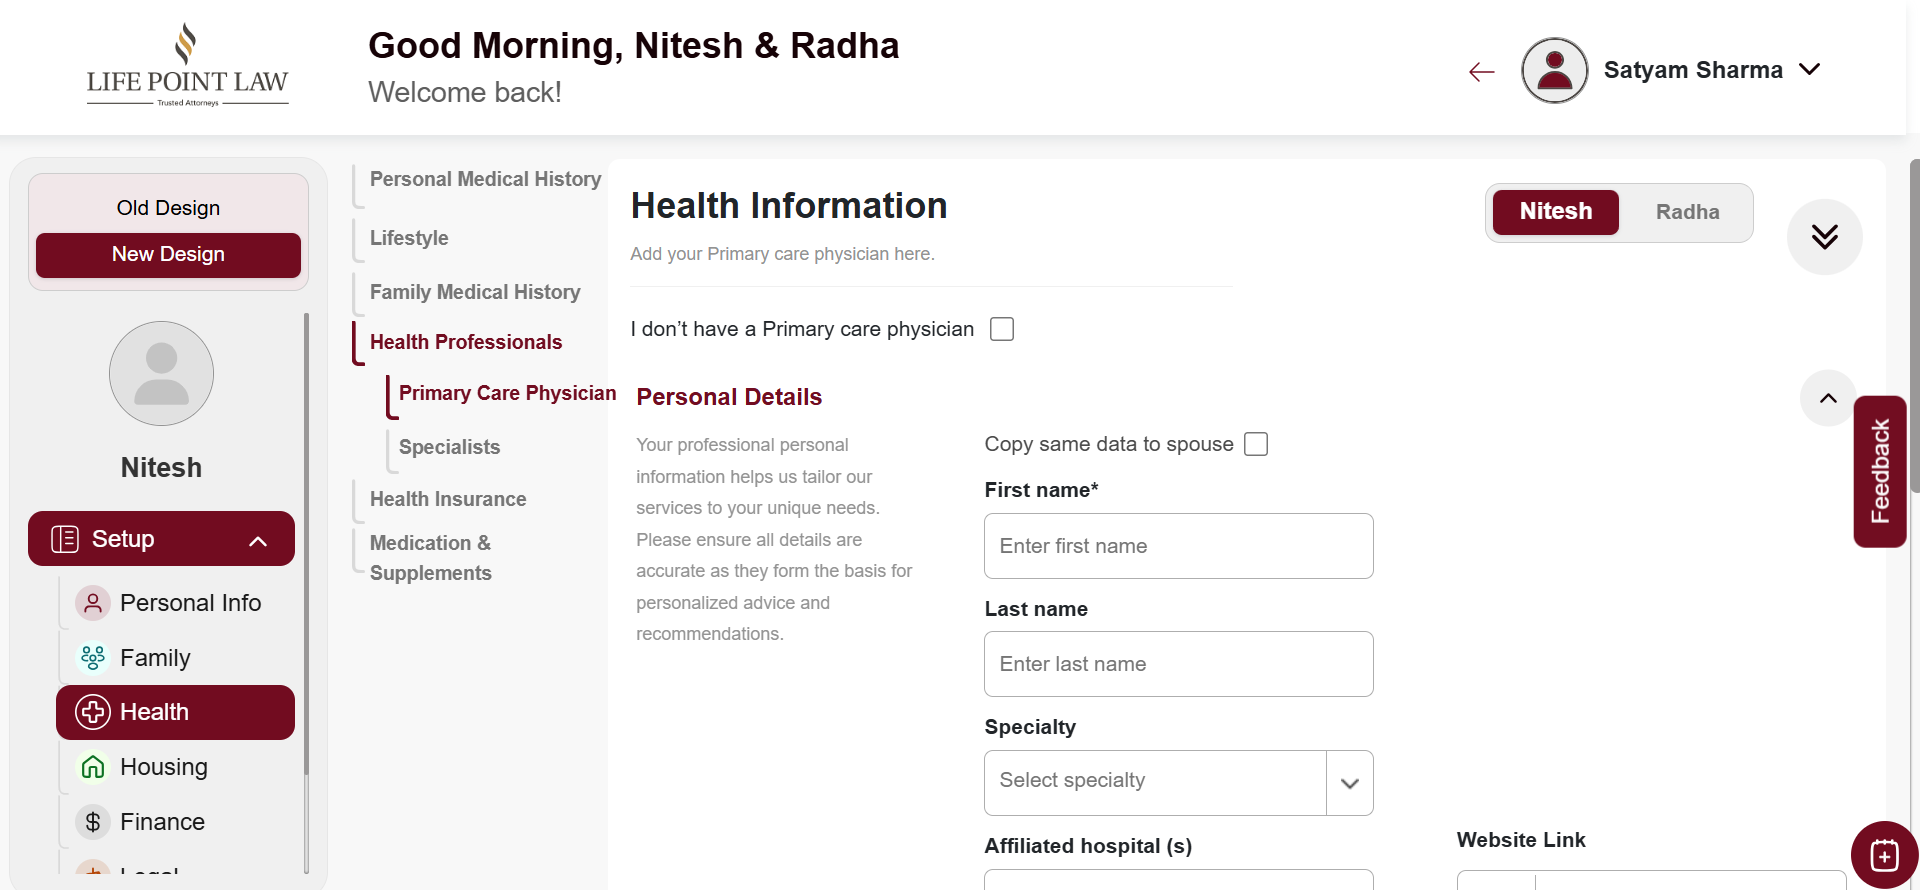 LIFE POINT LAW
Trusted Attorneys
Good Morning, Nitesh & Radha
Welcome back!
Satyam Sharma
Old Design
New Design
Nitesh
Setup
Personal Info
Family
Health
Housing
Finance
Legal
Personal Medical History
Lifestyle
Family Medical History
Health Professionals
Primary Care Physician
Specialists
Health Insurance
Medication &
Supplements
Health Information
Add your Primary care physician here.
Nitesh
Radha
I don’t have a Primary care physician
Personal Details
Your professional personal
information helps us tailor our
services to your unique needs.
Please ensure all details are
accurate as they form the basis for
personalized advice and
recommendations.
Copy same data to spouse
First name*
Enter first name
Last name
Enter last name
Specialty
Select specialty
Affiliated hospital (s)
Website Link
Feedback